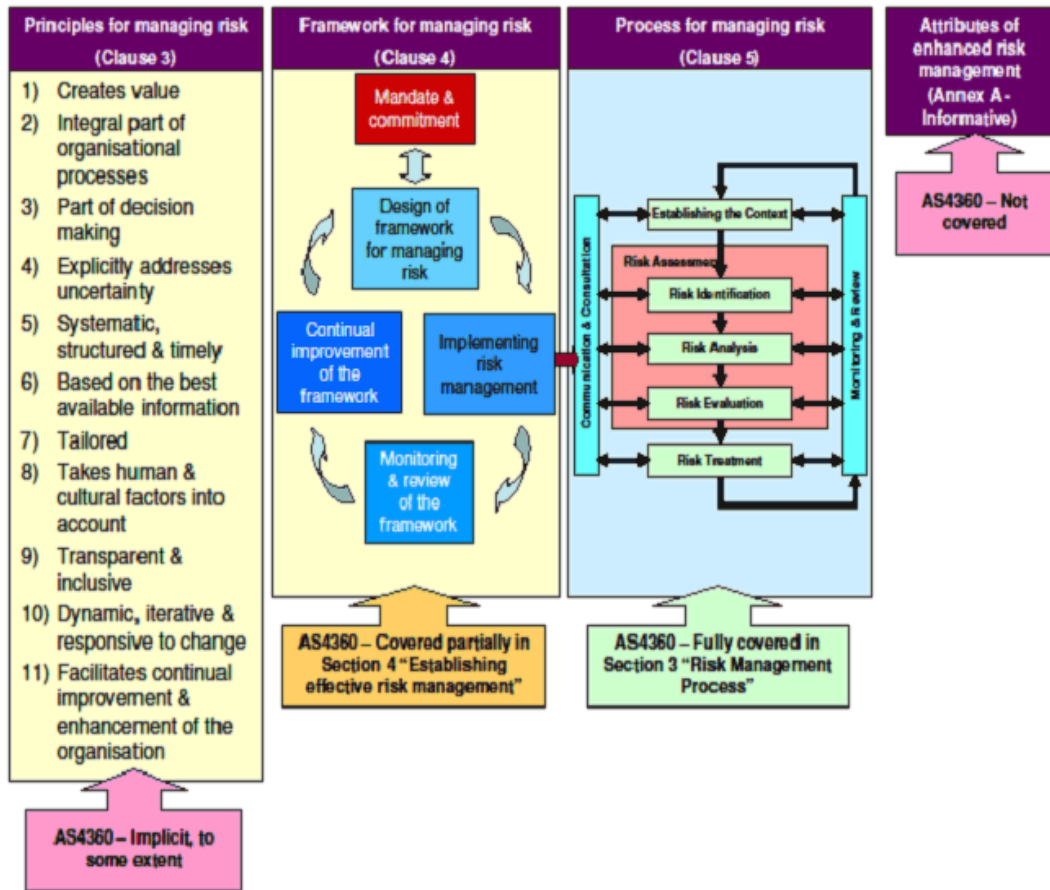 Principles for managing risk
(Clause 3)
1) Creates value
2) Integral part of
organisational
processes
3) Part of decision
making
4) Explicitly addresses
uncertainty
5) Systematic,
structured & timely
6) Based on the best
available information
7) Tailored
8) Takes human &
cultural factors into
account
9) Transparent &
inclusive
10) Dynamic, iterative &
responsive to change
11) Facilitates continual
improvement &
enhancement of the
organisation
AS4360 – Implicit, to
some extent
Framework for managing risk
(Clause 4)
Mandate &
commitment
Design of
framework
for managing
risk
Continual
improvement
of the
framework
Implementing
risk
management
Monitoring
& review
of the
framework
AS4360 – Covered partially in
Section 4 “Establishing
effective risk management”
Process for managing risk
(Clause 5)
Communication & Consultation
Establishing the Context
Risk Assessment
Risk Identification
Risk Analysis
Risk Evaluation
Risk Treatment
Monitoring & Review
AS4360 – Fully covered in
Section 3 “Risk Management
Process”
Attributes of
enhanced risk
management
(Annex A -
Informative)
AS4360 – Not
covered